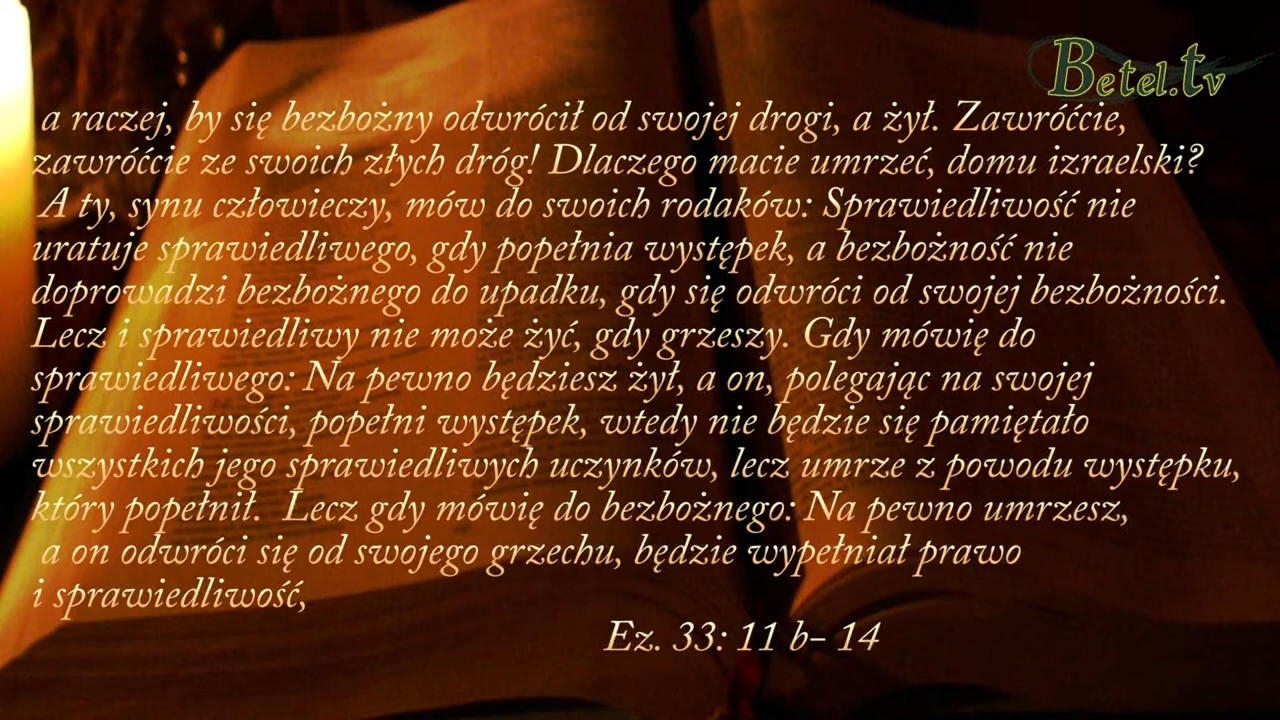 Betel.tv
a raczej, by się bezbożny odwrócił od swojej drogi, a żył. Zawróćcie,
zawróćcie ze swoich złych dróg! Dlaczego macie umrzeć, domu izraelski?
A ty, synu człowieczy, mów do swoich rodaków: Sprawiedliwość nie
uratuje sprawiedliwego, gdy popełnia występek, a bezbożność nie
doprowadzi bezbożnego do upadku, gdy się odwróci od swojej bezbożności.
Lecz i sprawiedliwy nie może żyć, gdy grzeszy. Gdy mówię do
sprawiedliwego: Na pewno będziesz żył, a on, polegając na swojej
sprawiedliwości, popełni występek, wtedy nie będzie się pamiętało
wszystkich jego sprawiedliwych uczynków, lecz umrze z powodu występku,
który popełnił. Lecz gdy mówię do bezbożnego: Na pewno umrzesz,
a on odwróci się od swojego grzechu, będzie wypełniał prawo
i sprawiedliwość,
Ez. 33: 11 b- 14